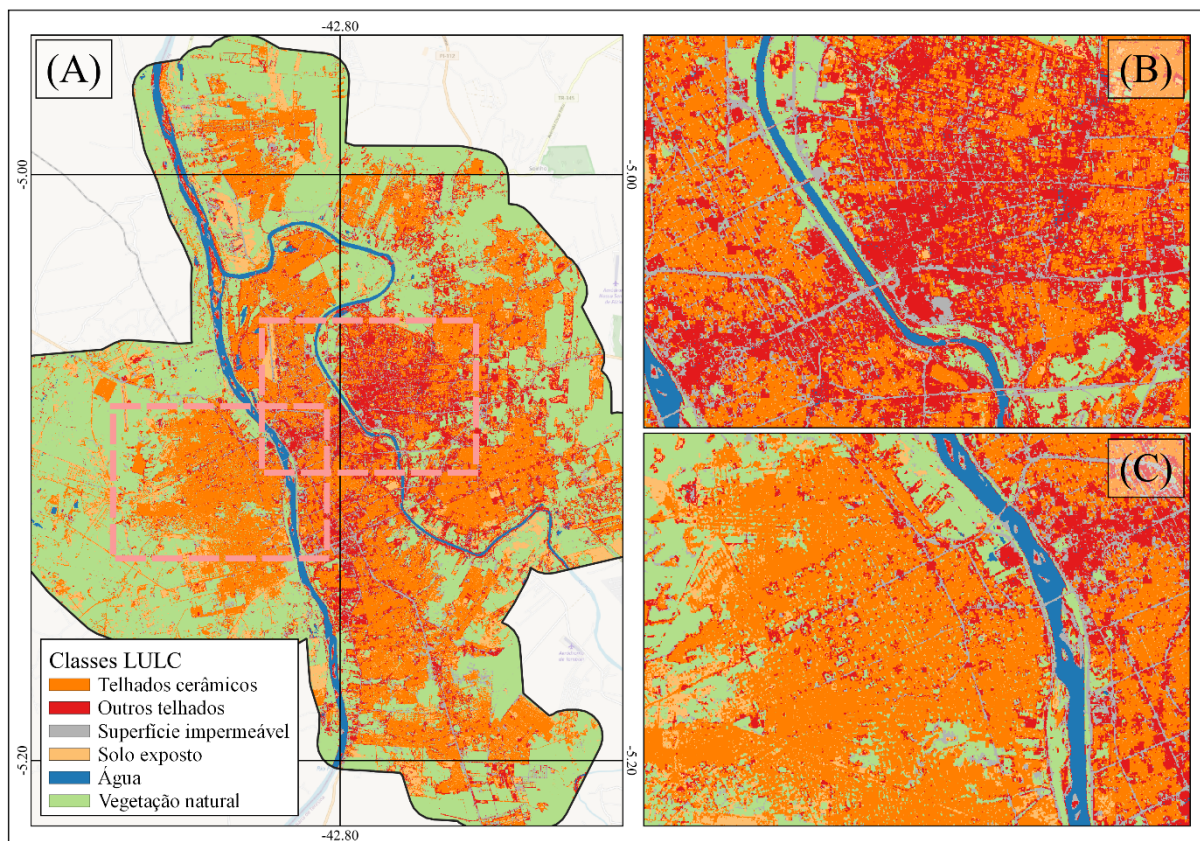 -42.80
(A)
(B)
-5.00
-5.00
(C)
Classes LULC
Telhados cerâmicos
Outros telhados
Superfície impermeável
Solo exposto
Água
Vegetação natural
-5.20
-5.20
-42.80